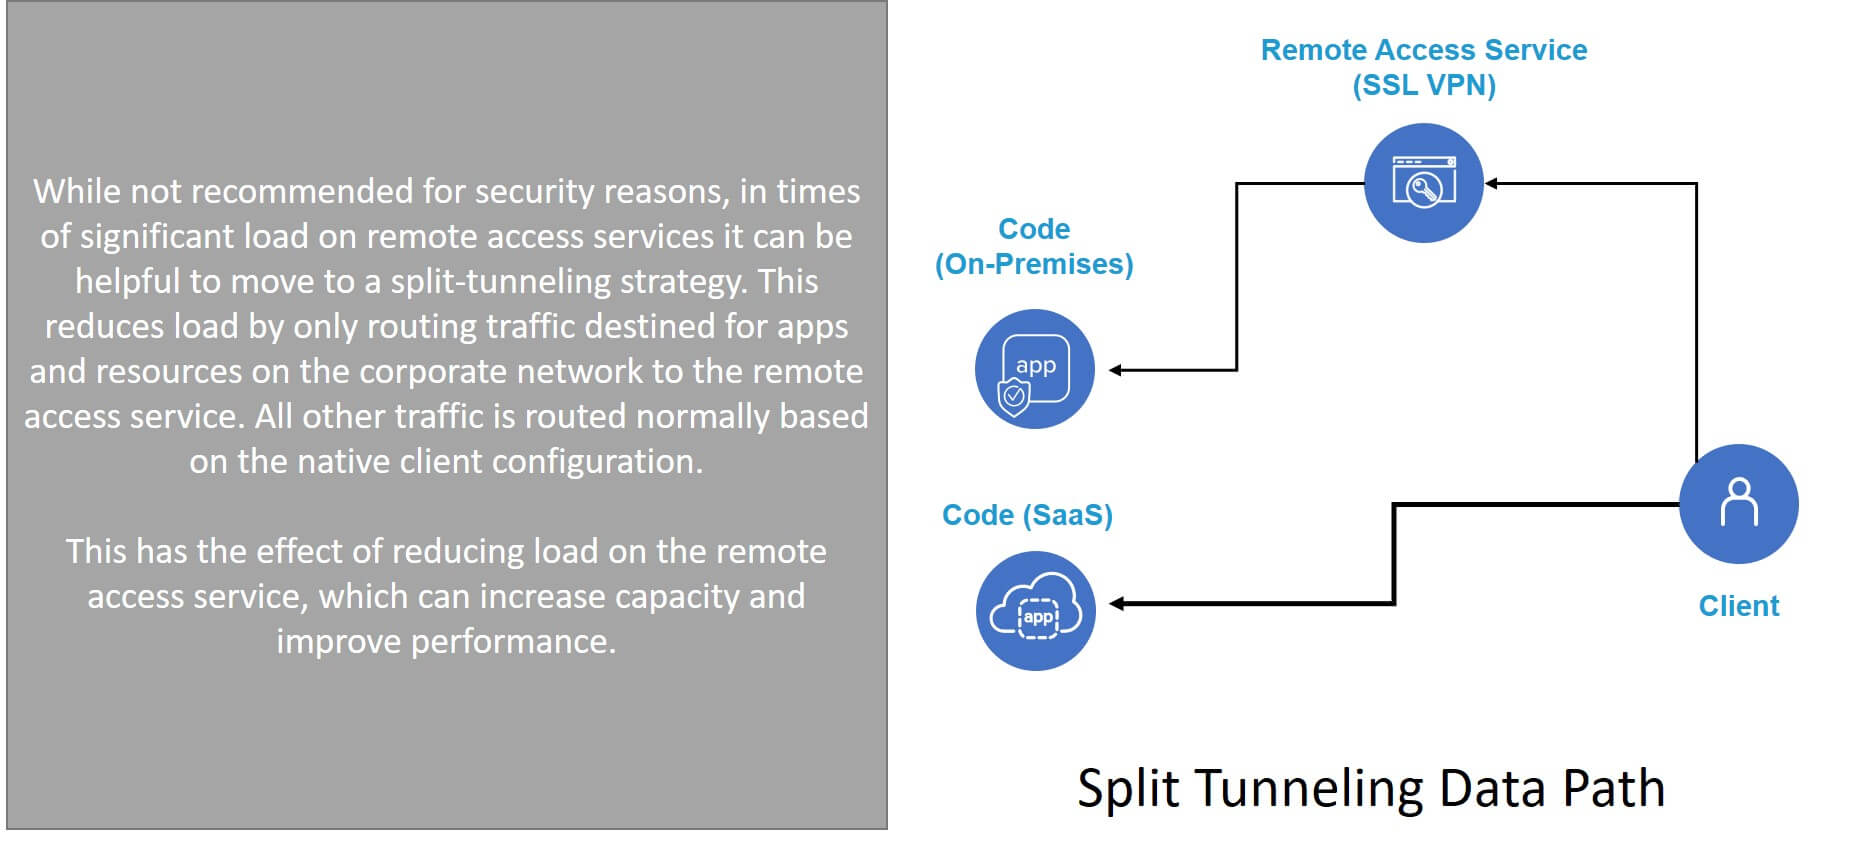 While not recommended for security reasons, in times
of significant load on remote access services it can be
helpful to move to a split-tunneling strategy. This
reduces load by only routing traffic destined for apps
and resources on the corporate network to the remote
access service. All other traffic is routed normally based
on the native client configuration.
This has the effect of reducing load on the remote
access service, which can increase capacity and
improve performance.
Remote Access Service
(SSL VPN)
Code
(On-Premises)
app
Code (SaaS)
app
Client
Split Tunneling Data Path